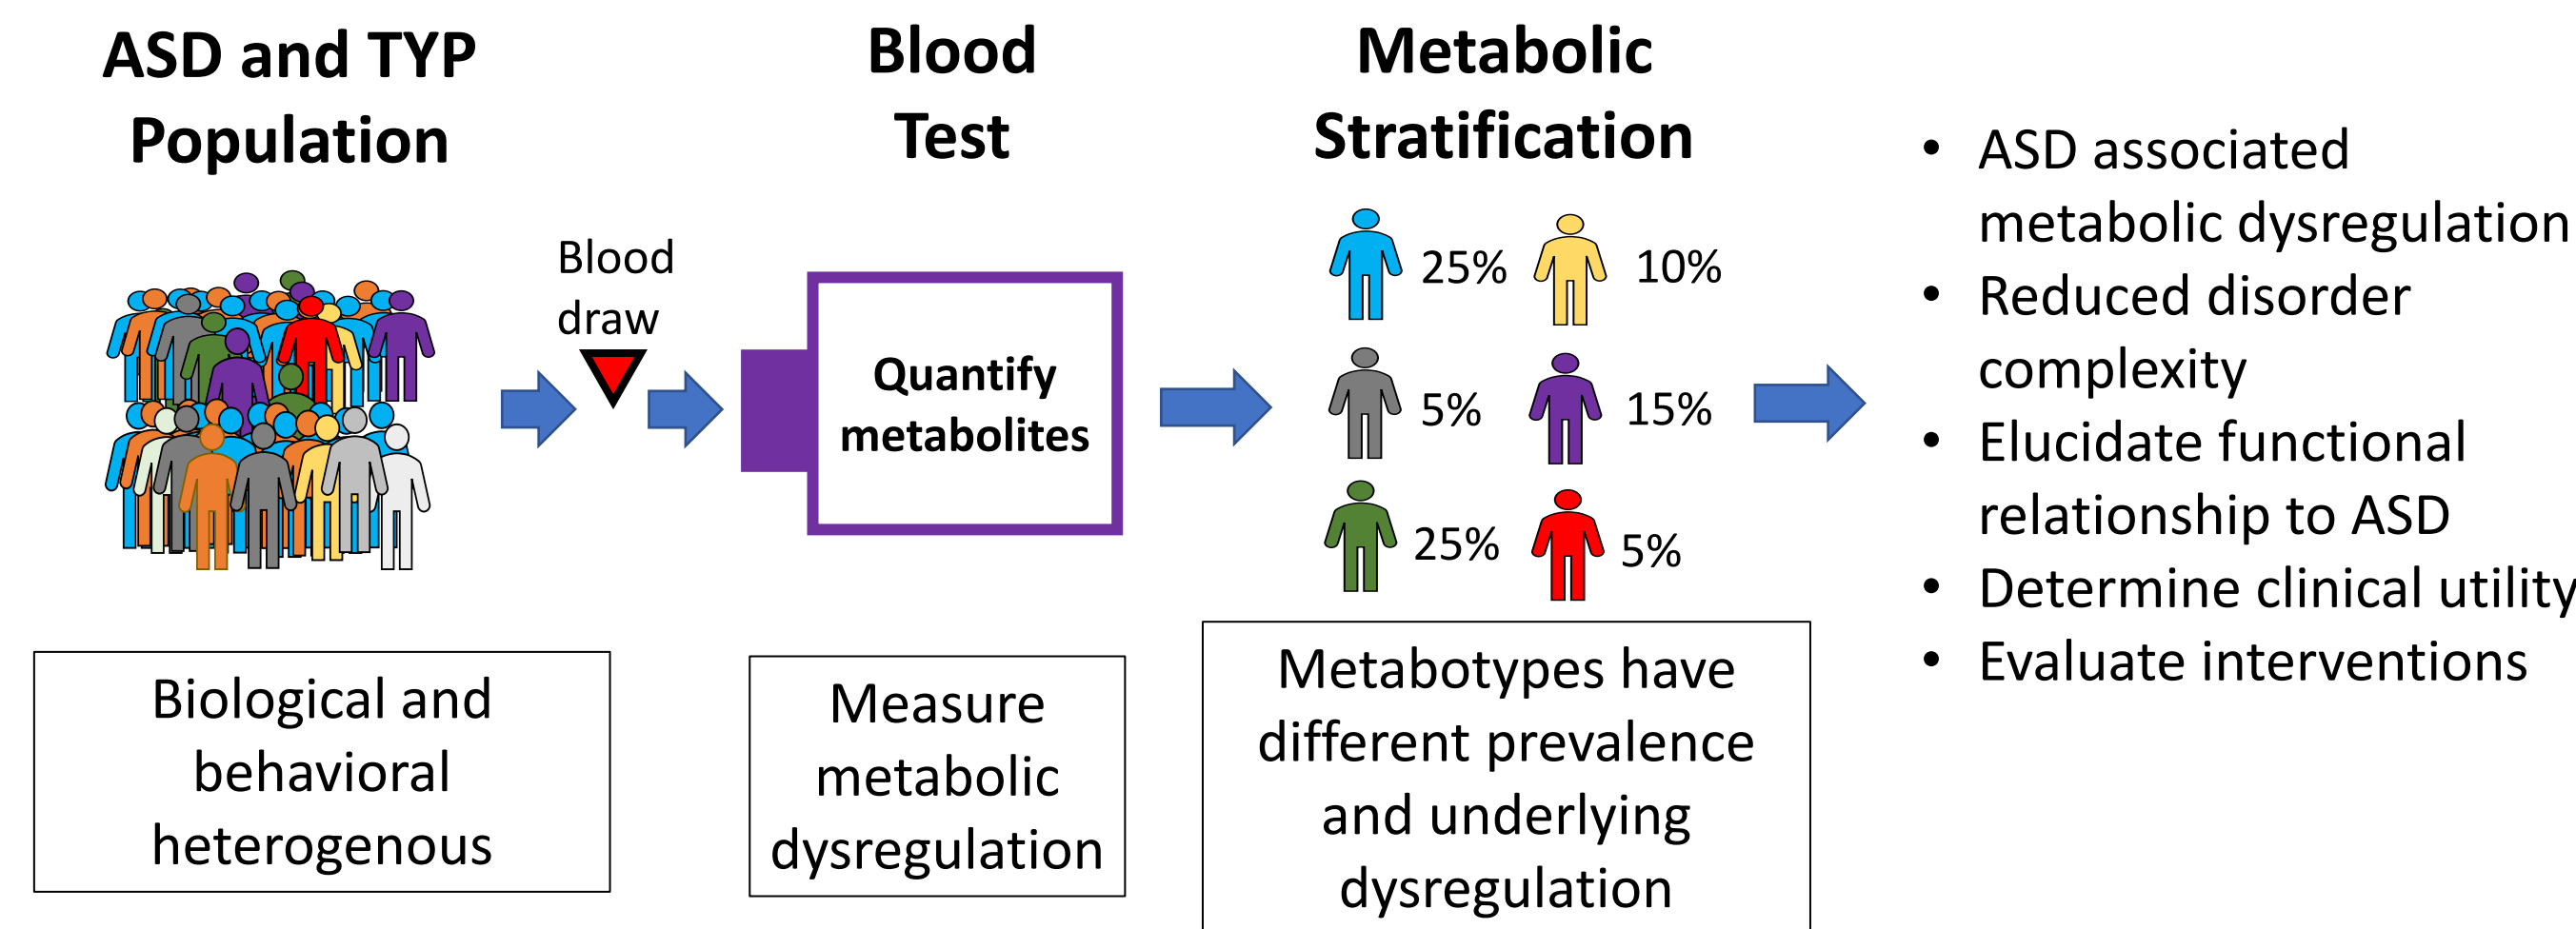 ASD and TYP
Population
Blood
draw
Biological and
behavioral
heterogenous
Blood
Test
Quantify
metabolites
Measure
metabolic
dysregulation
Metabolic
Stratification
25% 10%
5% 15%
25% 5%
Metabotypes have
different prevalence
and underlying
dysregulation
• ASD associated
metabolic dysregulation
• Reduced disorder
complexity
• Elucidate functional
relationship to ASD
• Determine clinical utility
• Evaluate interventions